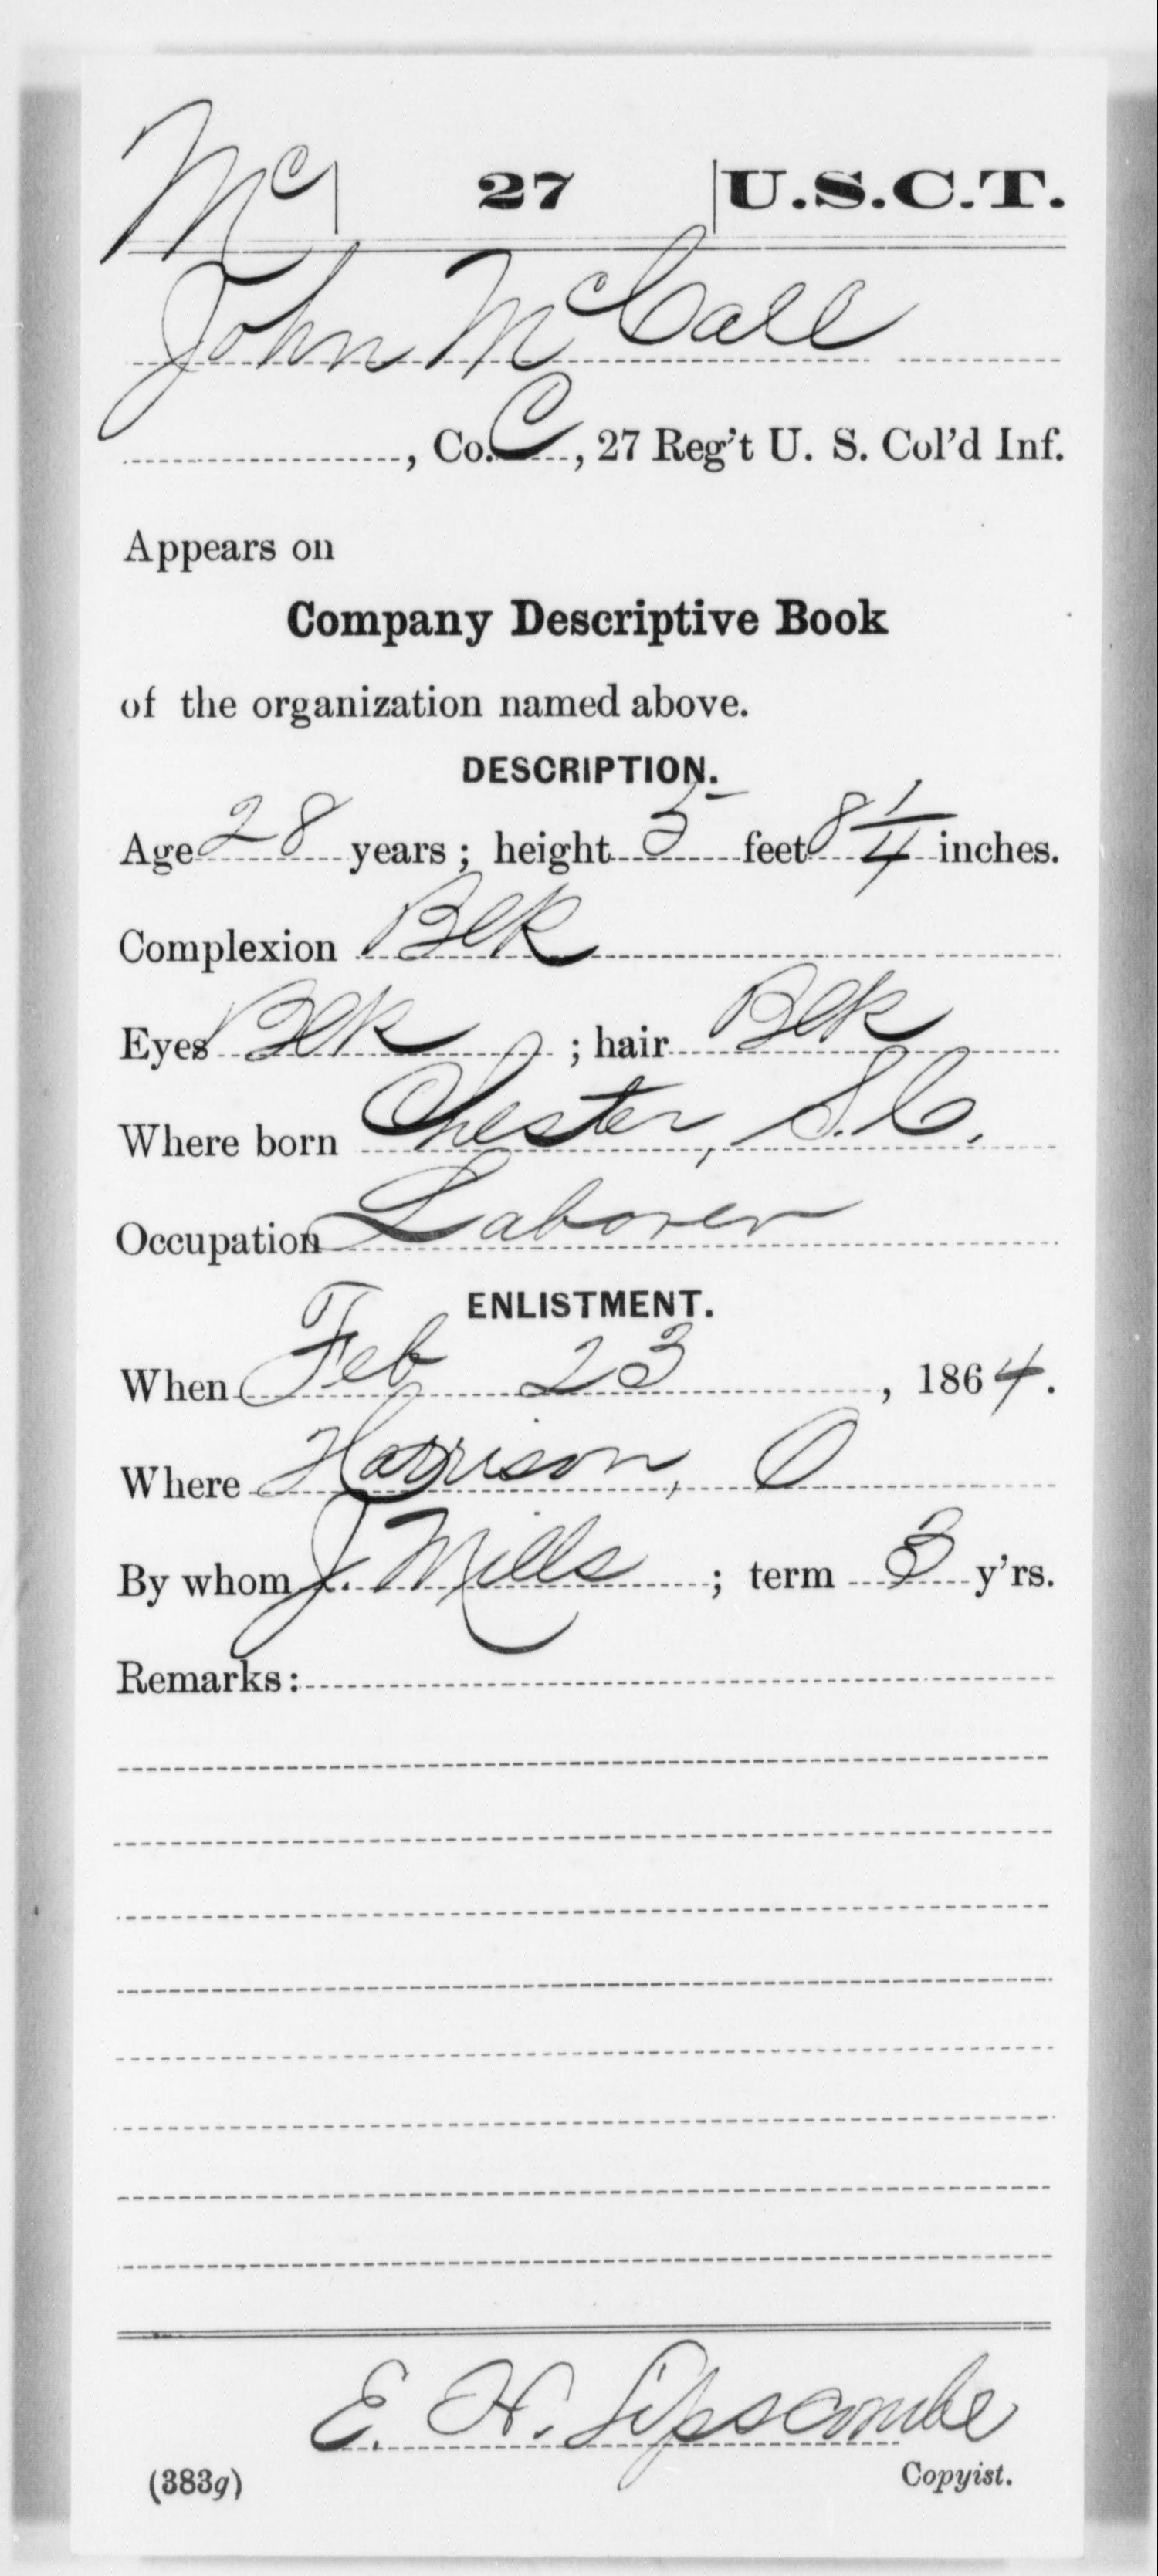 Mc 27 U.S.C.T.
John McCall
, Co. C, 27 Reg't U. S. Col'd Inf.
Appears on
Company Descriptive Book
of the organization named above.
DESCRIPTION.
Age 28 years; height 5 feet 8 1/4 inches.
Complexion Blk
Eyes Blk; hair Blk
Where born Chester, S.C.
Occupation Laborer
ENLISTMENT.
When Feb 23, 1864.
Where Harrison, O
By whom J. Mills; term 3 y'rs.
Remarks:
E. H. Lipscombe
(383g) Copyist.